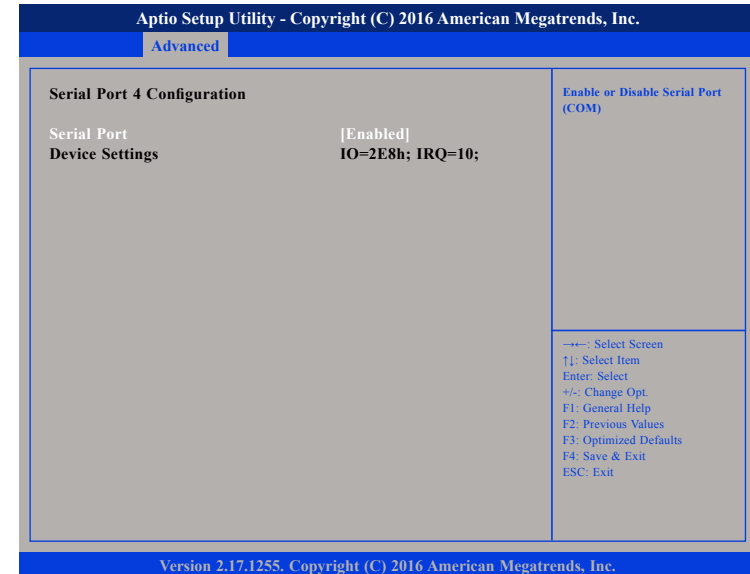 Aptio Setup Utility - Copyright (C) 2016 American Megatrends, Inc.
Advanced
Serial Port 4 Configuration
Serial Port [Enabled]
Device Settings IO=2E8h; IRQ=10;
Enable or Disable Serial Port
(COM)
→←: Select Screen
↑↓: Select Item
Enter: Select
+/-: Change Opt.
F1: General Help
F2: Previous Values
F3: Optimized Defaults
F4: Save & Exit
ESC: Exit
Version 2.17.1255. Copyright (C) 2016 American Megatrends, Inc.